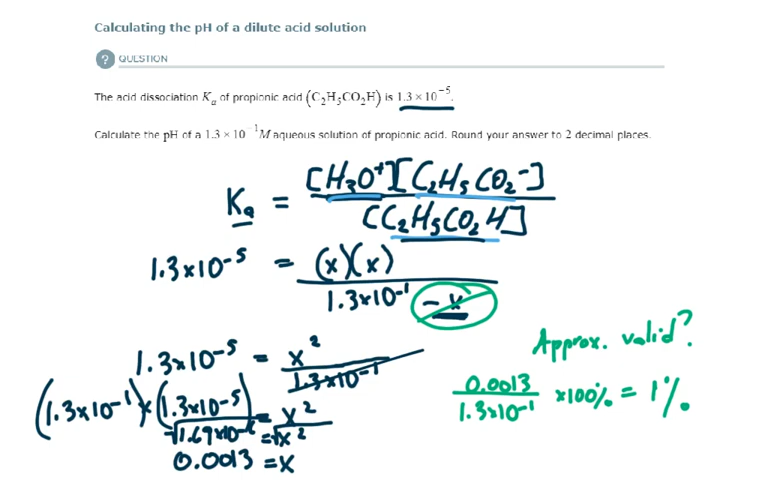 Calculating the pH of a dilute acid solution
? QUESTION
The acid dissociation Kₐ of propionic acid (C₂H₅CO₂H) is 1.3 × 10⁻⁵.
Calculate the pH of a 1.3 × 10⁻¹ M aqueous solution of propionic acid. Round your answer to 2 decimal places.
Kₐ = [H₃O⁺][C₂H₅CO₂⁻] / [C₂H₅CO₂H]
1.3×10⁻⁵ = (x)(x) / 1.3×10⁻¹ - x
1.3×10⁻⁵ = x² / 1.3×10⁻¹
(1.3×10⁻¹)×(1.3×10⁻⁵) = x²
√1.69×10⁻⁶ = √x²
0.0013 = x
Approx. valid?
0.0013 / 1.3×10⁻¹ ×100% = 1%